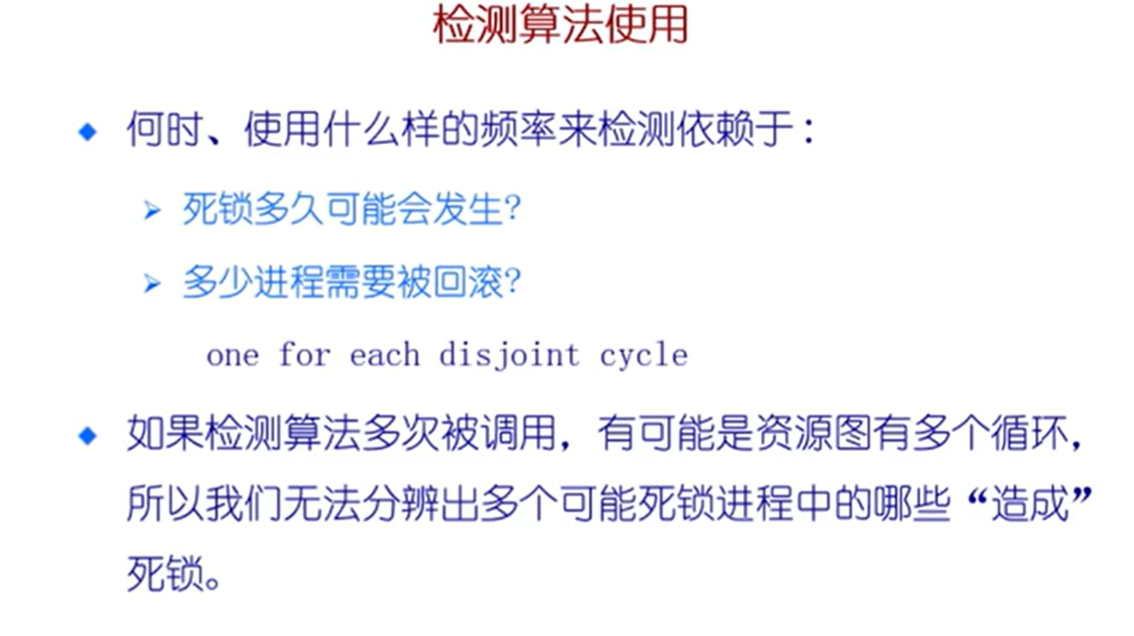 检测算法使用
何时、使用什么样的频率来检测依赖于：
死锁多久可能会发生?
多少进程需要被回滚?
one for each disjoint cycle
如果检测算法多次被调用，有可能是资源图有多个循环，
所以我们无法分辨出多个可能死锁进程中的哪些“造成”
死锁。